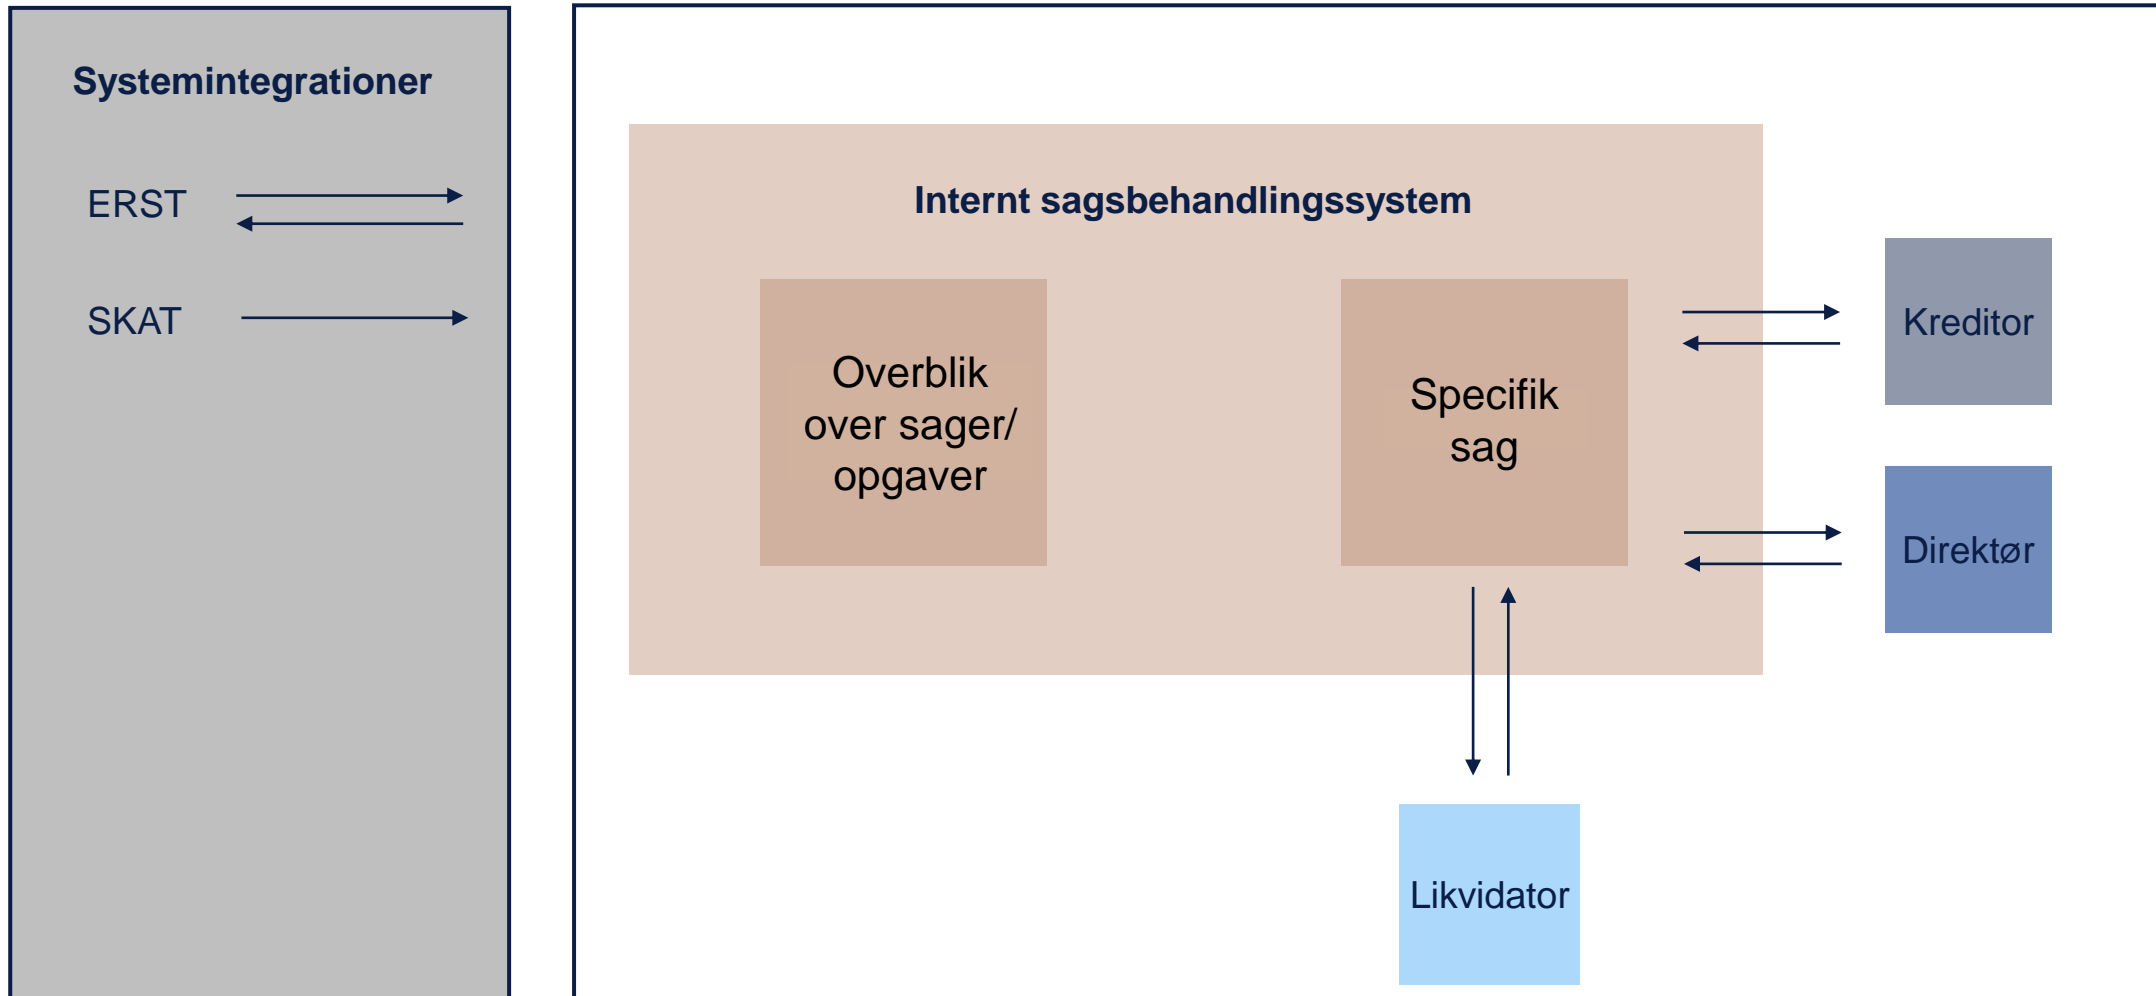 Systemintegrationer
ERST
SKAT
Internt sagsbehandlingssystem
Overblik
over sager/
opgaver
Specifik
sag
Kreditor
Direktør
Likvidator